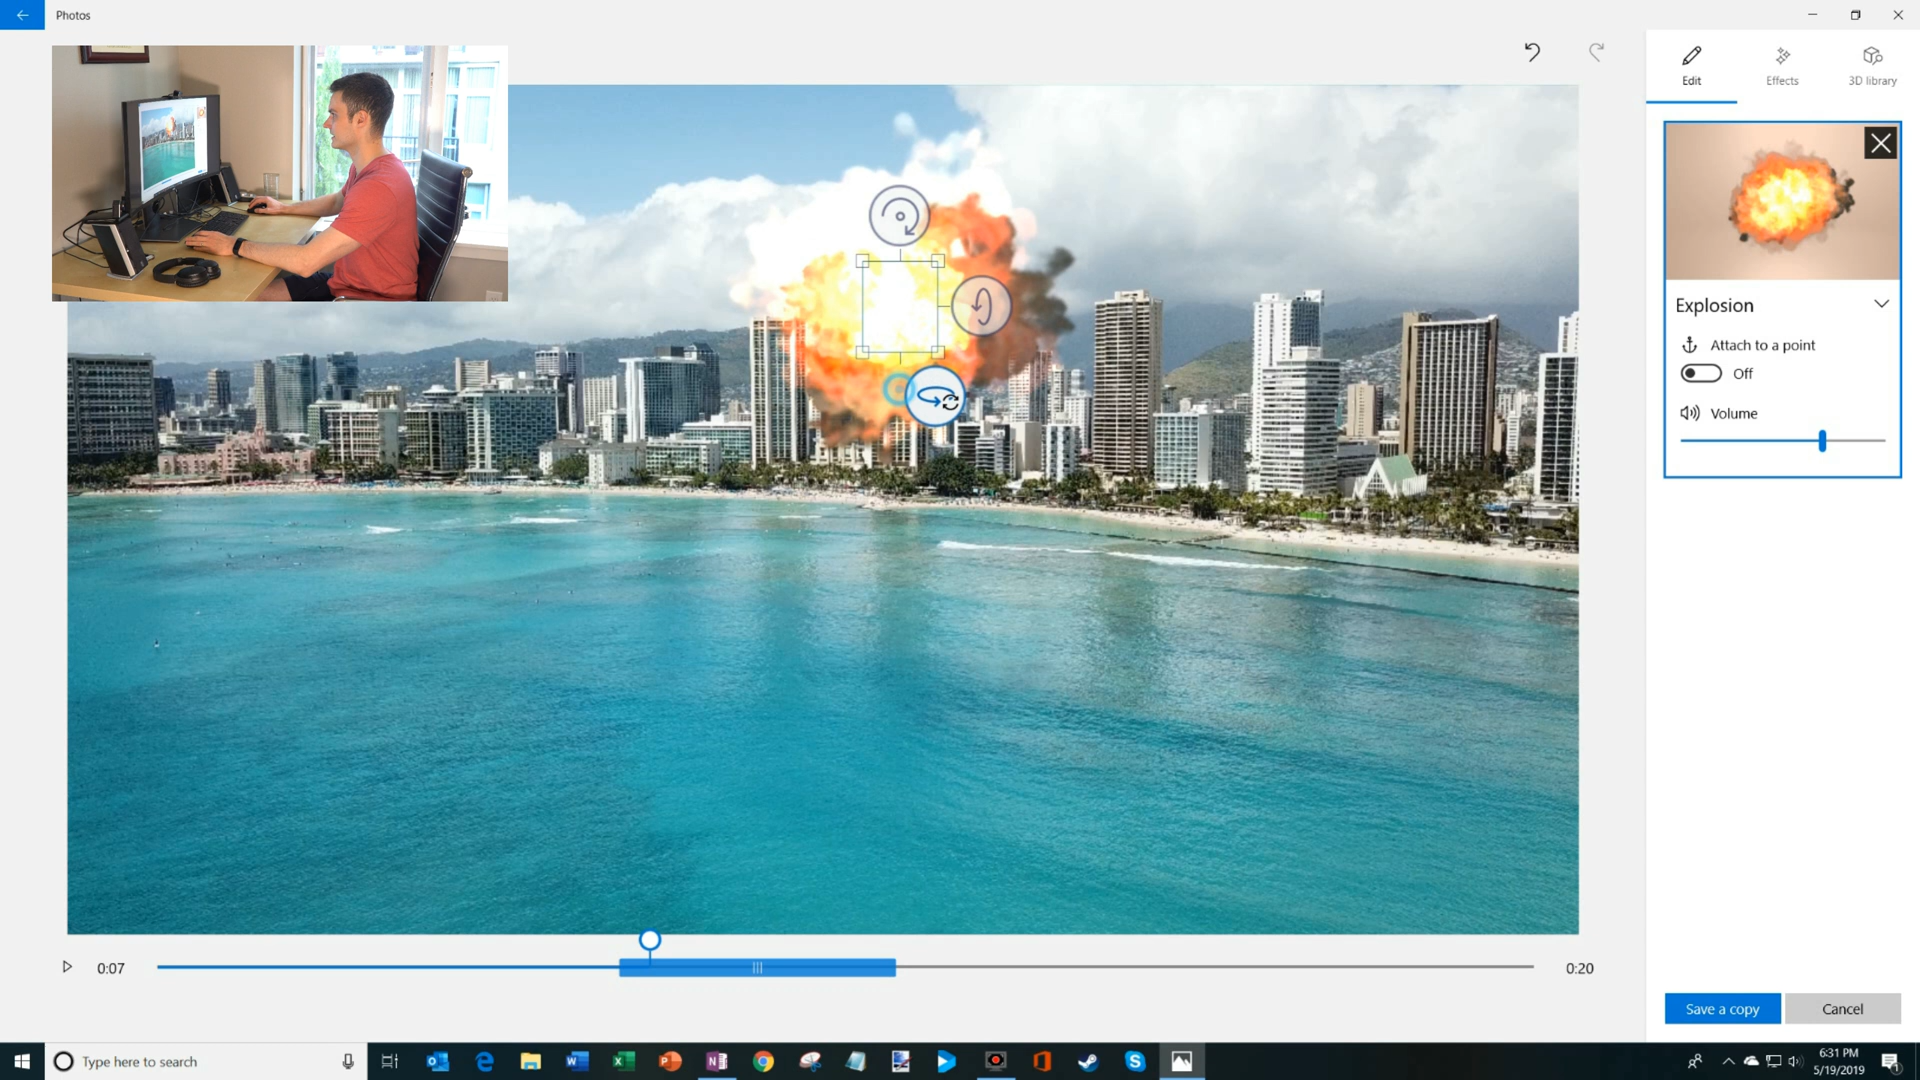 Photos
Edit
Effects
3D library
Explosion
Attach to a point
Off
Volume
0:07
0:20
Save a copy
Cancel
Type here to search
6:31 PM
5/19/2019